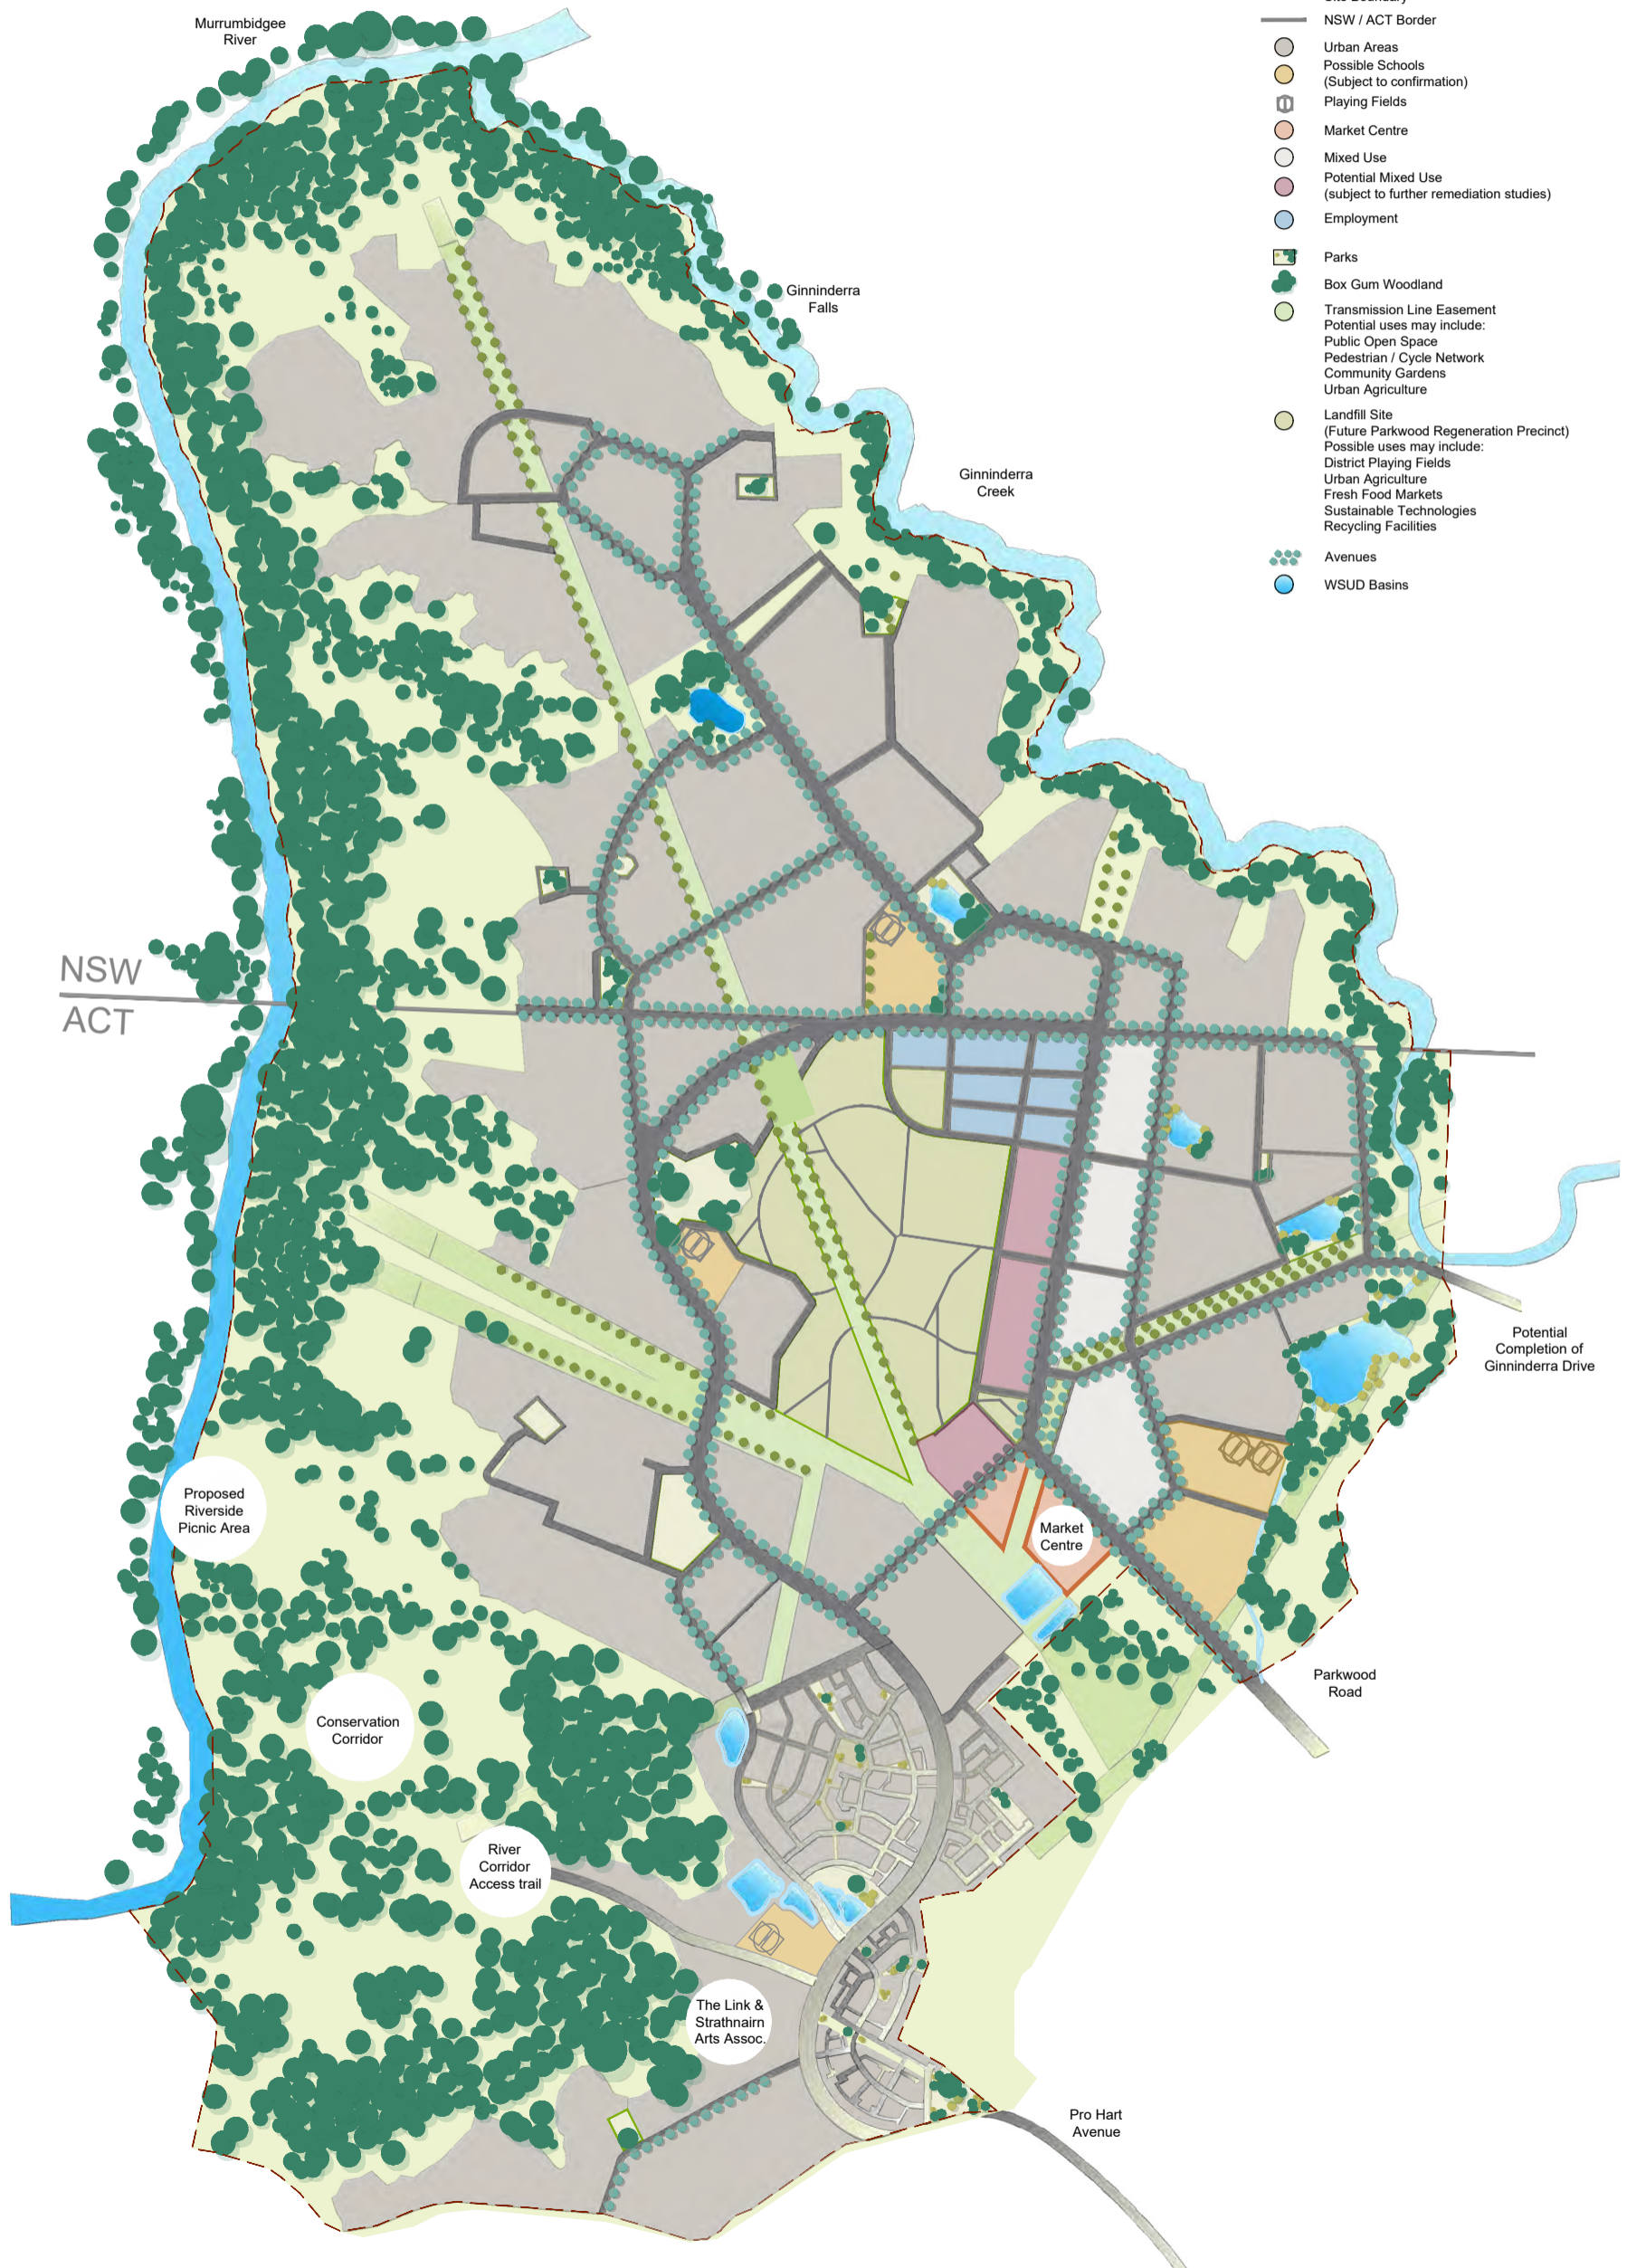 Site Boundary
NSW / ACT Border
Urban Areas
Possible Schools
(Subject to confirmation)
Playing Fields
Market Centre
Mixed Use
Potential Mixed Use
(subject to further remediation studies)
Employment
Parks
Box Gum Woodland
Transmission Line Easement
Potential uses may include:
Public Open Space
Pedestrian / Cycle Network
Community Gardens
Urban Agriculture
Landfill Site
(Future Parkwood Regeneration Precinct)
Possible uses may include:
District Playing Fields
Urban Agriculture
Fresh Food Markets
Sustainable Technologies
Recycling Facilities
Avenues
WSUD Basins
Murrumbidgee
River
Ginninderra
Falls
Ginninderra
Creek
NSW
ACT
Potential
Completion of
Ginninderra Drive
Proposed
Riverside
Picnic Area
Market
Centre
Parkwood
Road
Conservation
Corridor
River
Corridor
Access trail
The Link &
Strathnairn
Arts Assoc.
Pro Hart
Avenue